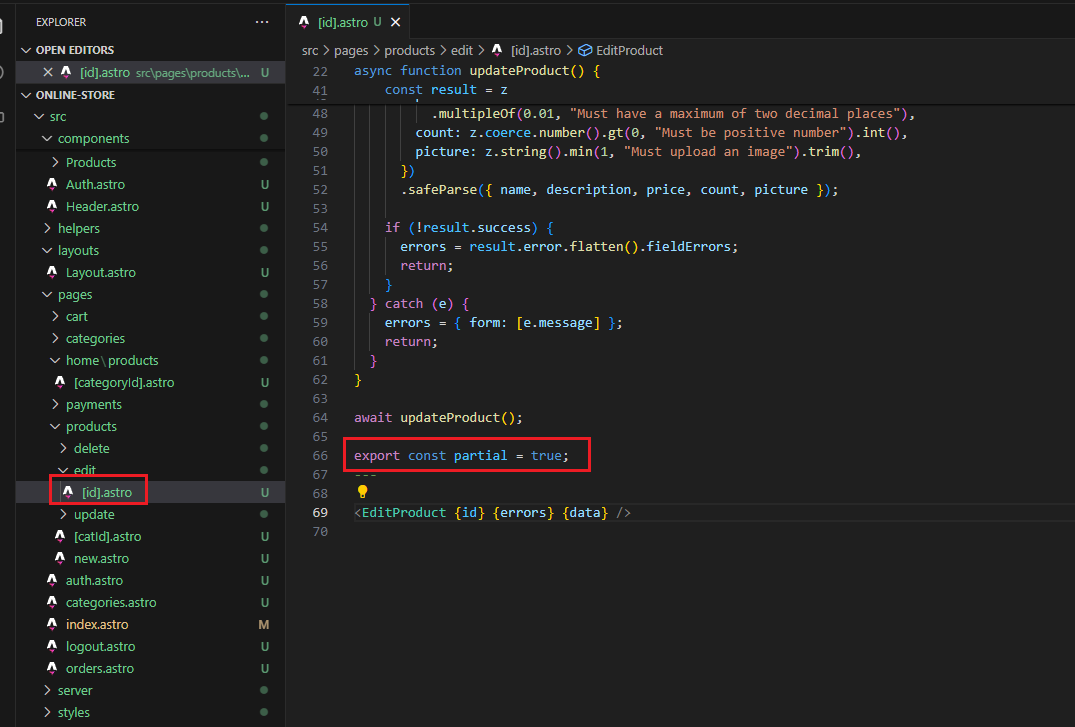 EXPLORER
OPEN EDITORS
[id].astro src\pages\products\... U
ONLINE-STORE
src
components
Products
Auth.astro U
Header.astro U
helpers
layouts
Layout.astro U
pages
cart
categories
home\products
[categoryId].astro U
payments
products
delete
edit
[id].astro U
update
[catId].astro U
new.astro U
auth.astro U
categories.astro U
index.astro M
logout.astro U
orders.astro U
server
styles
[id].astro U
src > pages > products > edit > [id].astro > EditProduct
22 async function updateProduct() {
41 const result = z
48 .multipleOf(0.01, "Must have a maximum of two decimal places"),
49 count: z.coerce.number().gt(0, "Must be positive number").int(),
50 picture: z.string().min(1, "Must upload an image").trim(),
51 })
52 .safeParse({ name, description, price, count, picture });
53
54 if (!result.success) {
55 errors = result.error.flatten().fieldErrors;
56 return;
57 }
58 } catch (e) {
59 errors = { form: [e.message] };
60 return;
61 }
62 }
63
64 await updateProduct();
65
66 export const partial = true;
67 ---
68
69 <EditProduct {id} {errors} {data} />
70